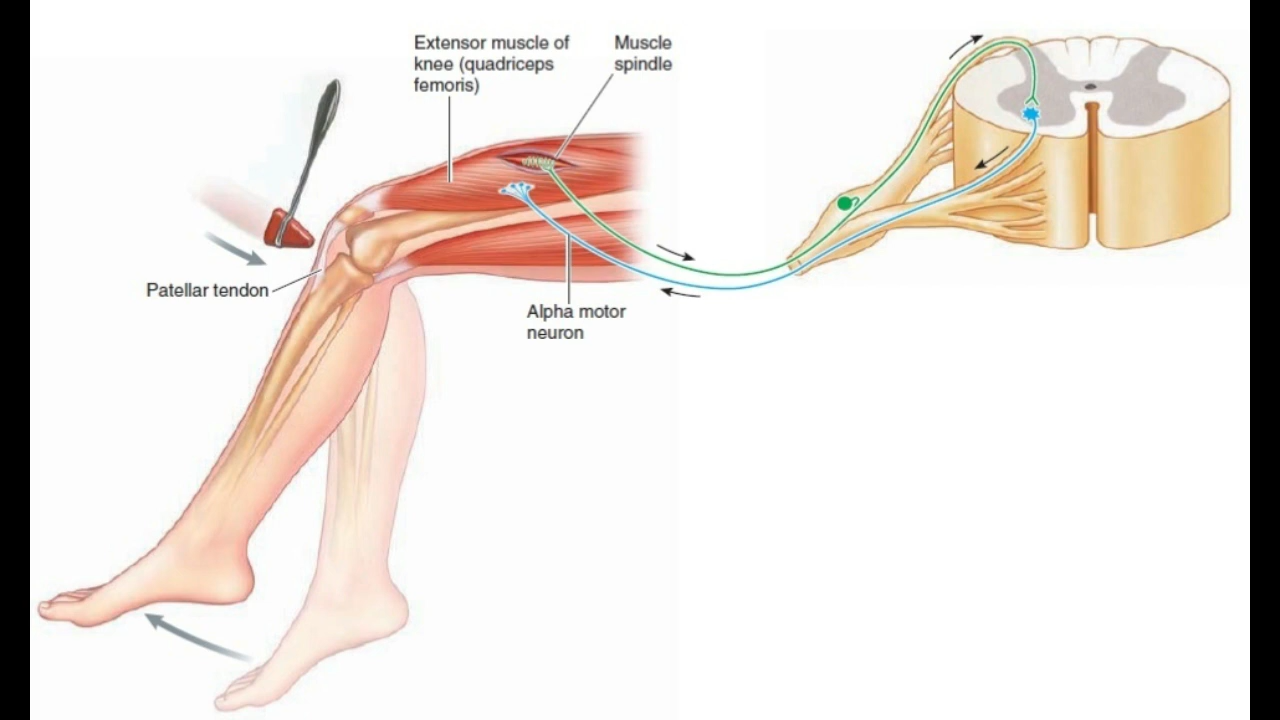 Extensor muscle of
knee (quadriceps
femoris)
Muscle
spindle
Patellar tendon
Alpha motor
neuron